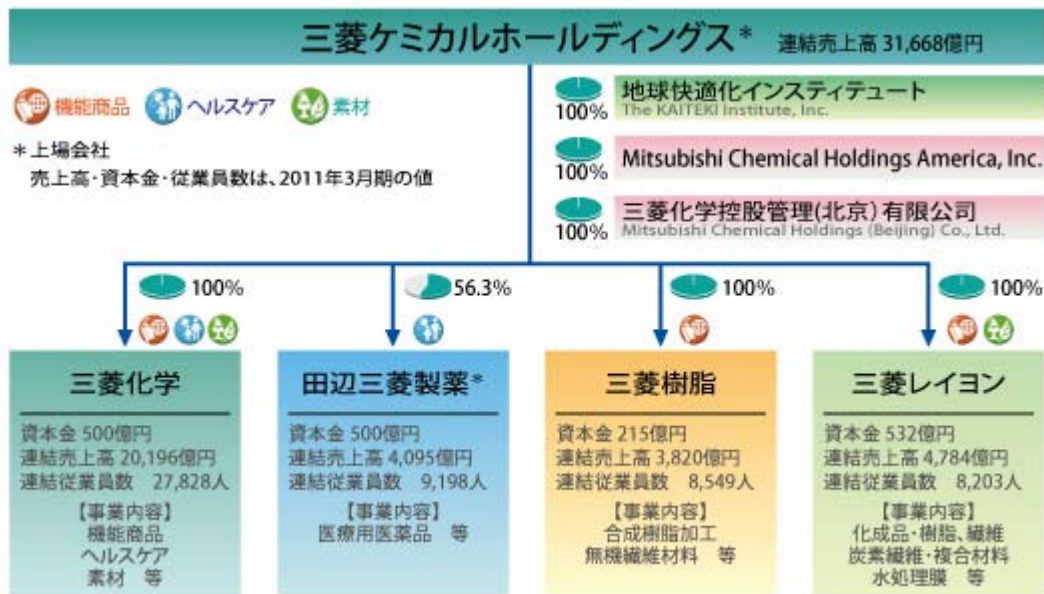 三菱ケミカルホールディングス* 連結売上高 31,668億円
機能商品 ヘルスケア 素材
*上場会社
売上高・資本金・従業員数は、2011年3月期の値
100%
地球快適化インスティテュート
The KAITEKI Institute, Inc.
100%
Mitsubishi Chemical Holdings America, Inc.
100%
三菱化学控股管理(北京)有限公司
Mitsubishi Chemical Holdings (Beijing) Co., Ltd.
100%
三菱化学
資本金 500億円
連結売上高 20,196億円
連結従業員数 27,828人
【事業内容】
機能商品
ヘルスケア
素材 等
56.3%
田辺三菱製薬*
資本金 500億円
連結売上高 4,095億円
連結従業員数 9,198人
【事業内容】
医療用医薬品 等
100%
三菱樹脂
資本金 215億円
連結売上高 3,820億円
連結従業員数 8,549人
【事業内容】
合成樹脂加工
無機繊維材料 等
100%
三菱レイヨン
資本金 532億円
連結売上高 4,784億円
連結従業員数 8,203人
【事業内容】
化成品・樹脂、繊維
炭素繊維・複合材料
水処理膜 等